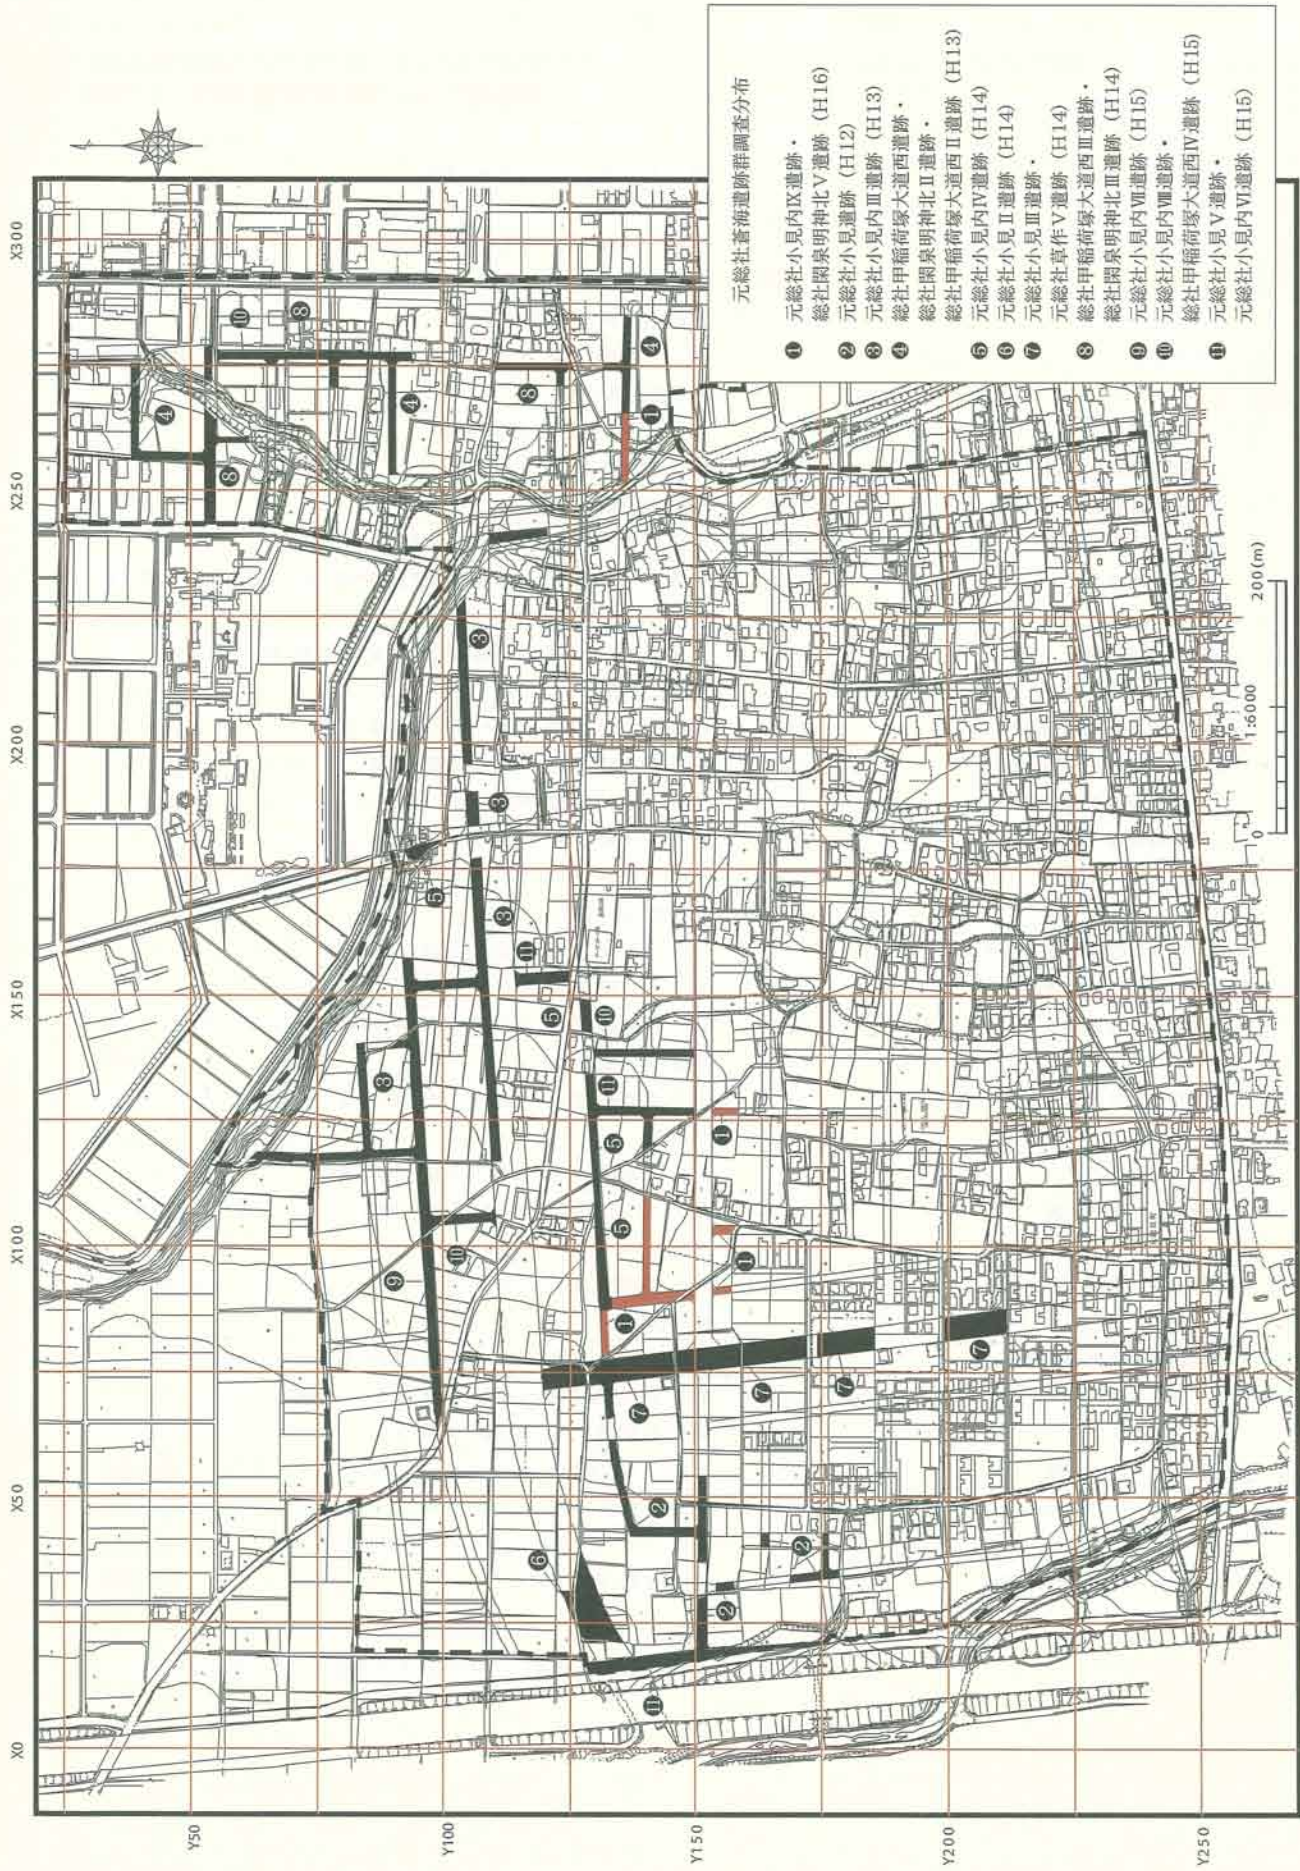 X0
X50
X100
X150
X200
X250
X300
Y50
Y100
Y150
Y200
Y250
元総社蒼海遺跡群調査分布
❶ 元総社小見内Ⅸ遺跡・
総社閑泉明神北Ⅴ遺跡 (H16)
❷ 元総社小見遺跡 (H12)
❸ 元総社小見内Ⅲ遺跡 (H13)
❹ 総社甲稲荷塚大道西遺跡・
総社閑泉明神北Ⅱ遺跡・
総社甲稲荷塚大道西Ⅱ遺跡 (H13)
❺ 元総社小見内Ⅳ遺跡 (H14)
❻ 元総社小見Ⅱ遺跡 (H14)
❼ 元総社小見Ⅲ遺跡・
元総社草作Ⅴ遺跡 (H14)
❽ 総社甲稲荷塚大道西Ⅲ遺跡・
総社閑泉明神北Ⅲ遺跡 (H14)
❾ 元総社小見内Ⅶ遺跡 (H15)
❿ 元総社小見内Ⅷ遺跡・
総社甲稲荷塚大道西Ⅳ遺跡 (H15)
⓫ 元総社小見Ⅴ遺跡・
元総社小見内Ⅵ遺跡 (H15)
0 1:6000 200(m)